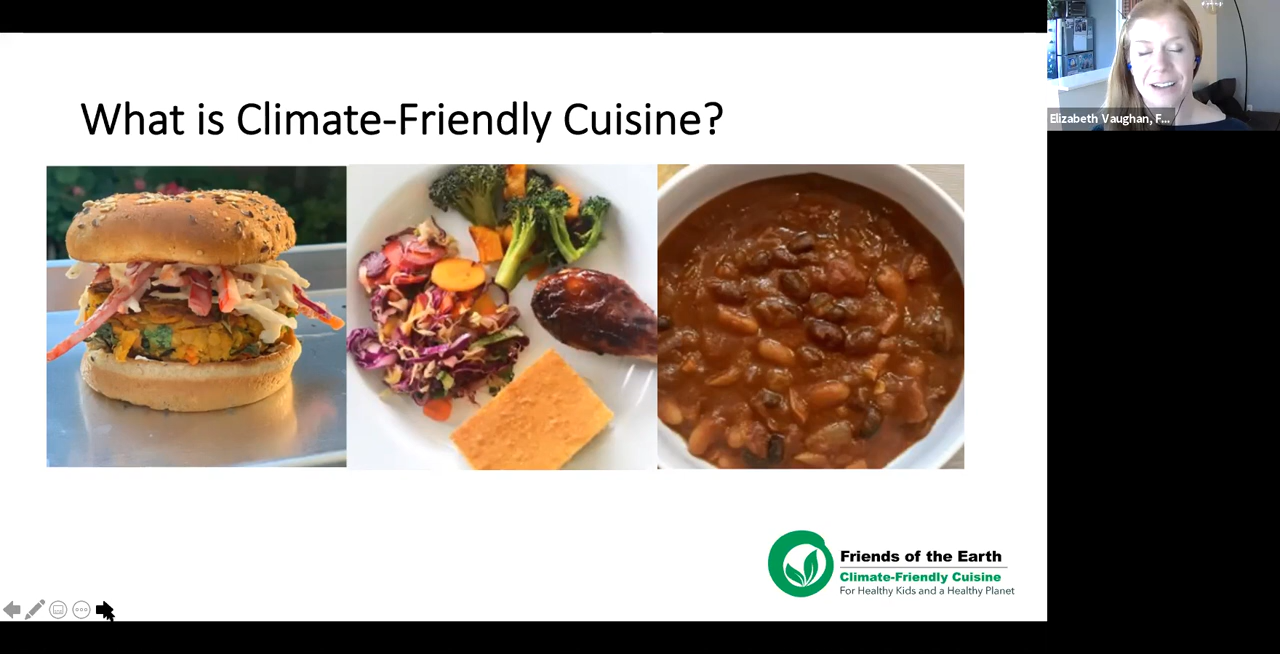 What is Climate-Friendly Cuisine?
Elizabeth Vaughan, F...
Friends of the Earth
Climate-Friendly Cuisine
For Healthy Kids and a Healthy Planet